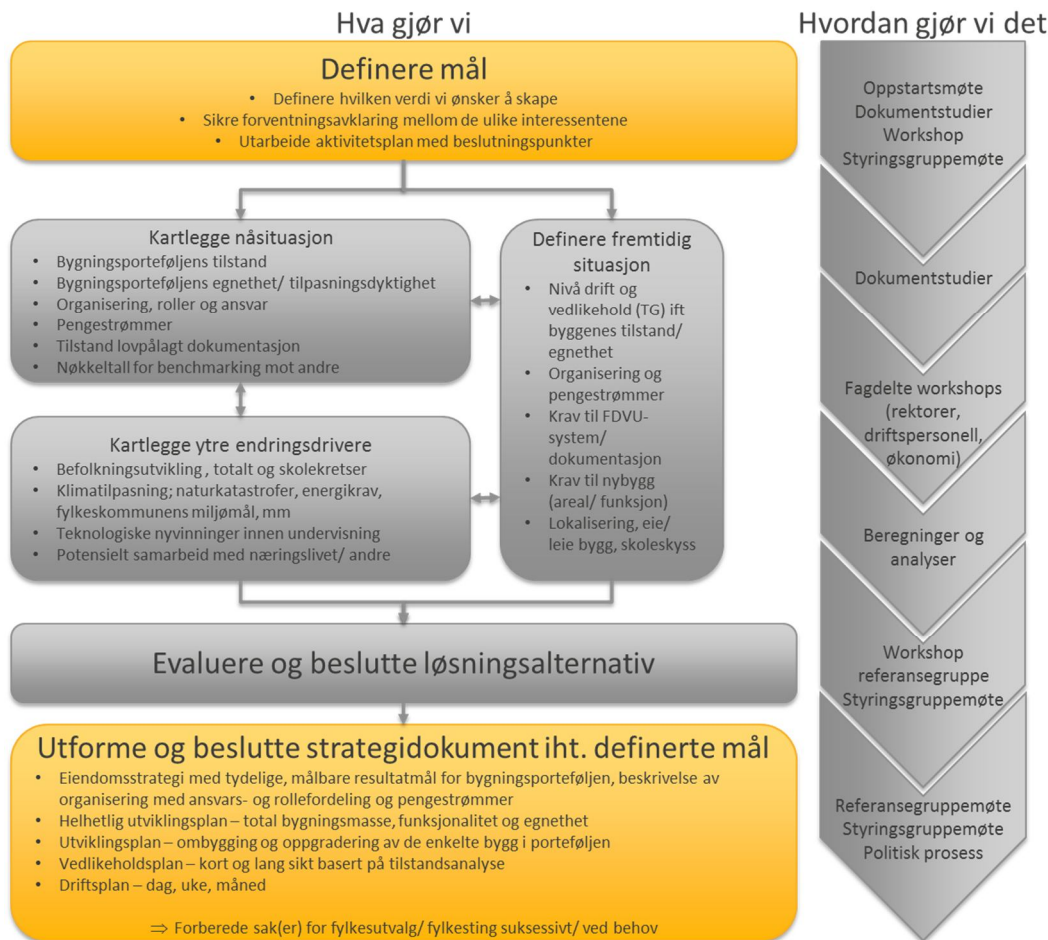 Hva gjør vi
Definere mål
• Definere hvilken verdi vi ønsker å skape
• Sikre forventningsavklaring mellom de ulike interessentene
• Utarbeide aktivitetsplan med beslutningspunkter
Kartlegge nåsituasjon
• Bygningsporteføljens tilstand
• Bygningsporteføljens egnethet/ tilpasningsdyktighet
• Organisering, roller og ansvar
• Pengestrømmer
• Tilstand lovpålagt dokumentasjon
• Nøkkeltall for benchmarking mot andre
Kartlegge ytre endringsdrivere
• Befolkningsutvikling , totalt og skolekretser
• Klimatilpasning; naturkatastrofer, energikrav,
fylkeskommunens miljømål, mm
• Teknologiske nyvinninger innen undervisning
• Potensielt samarbeid med næringslivet/ andre
Definere fremtidig
situasjon
• Nivå drift og
vedlikehold (TG) ift
byggenes tilstand/
egnethet
• Organisering og
pengestrømmer
• Krav til FDVU-
system/
dokumentasjon
• Krav til nybygg
(areal/ funksjon)
• Lokalisering, eie/
leie bygg, skoleskyss
Evaluere og beslutte løsningsalternativ
Utforme og beslutte strategidokument iht. definerte mål
• Eiendomsstrategi med tydelige, målbare resultatmål for bygningsporteføljen, beskrivelse av
organisering med ansvars- og rollefordeling og pengestrømmer
• Helhetlig utviklingsplan – total bygningsmasse, funksjonalitet og egnethet
• Utviklingsplan – ombygging og oppgradering av de enkelte bygg i porteføljen
• Vedlikeholdsplan – kort og lang sikt basert på tilstandsanalyse
• Driftsplan – dag, uke, måned
⇒ Forberede sak(er) for fylkesutvalg/ fylkesting suksessivt/ ved behov
Hvordan gjør vi det
Oppstartsmøte
Dokumentstudier
Workshop
Styringsgruppemøte
Dokumentstudier
Fagdelte workshops
(rektorer,
driftspersonell,
økonomi)
Beregninger og
analyser
Workshop
referansegruppe
Styringsgruppemøte
Referansegruppemøte
Styringsgruppemøte
Politisk prosess